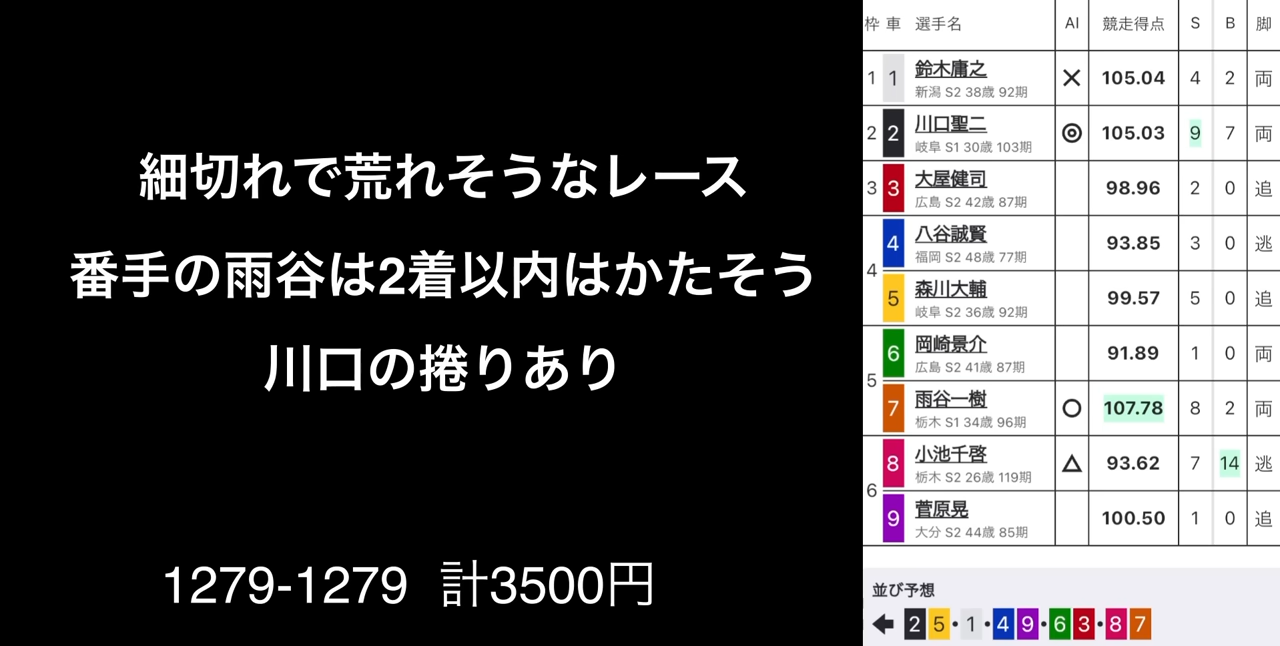 細切れで荒れそうなレース
番手の雨谷は2着以内はかたそう
川口の捲りあり
1279-1279 計3500円
枠 車 選手名 AI 競走得点 S B 脚
1 1 鈴木庸之 × 105.04 4 2 両
新潟 S2 38歳 92期
2 2 川口聖二 ◎ 105.03 9 7 両
岐阜 S1 30歳 103期
3 3 大屋健司 98.96 2 0 追
広島 S2 42歳 87期
4 4 八谷誠賢 93.85 3 0 逃
福岡 S2 48歳 77期
5 森川大輔 99.57 5 0 追
岐阜 S2 36歳 92期
5 6 岡崎景介 91.89 1 0 両
広島 S2 41歳 87期
7 雨谷一樹 ○ 107.78 8 2 両
栃木 S1 34歳 96期
6 8 小池千啓 △ 93.62 7 14 逃
栃木 S2 26歳 119期
9 菅原晃 100.50 1 0 追
大分 S2 44歳 85期
並び予想
← 2 5・1・4 9・6 3・8 7